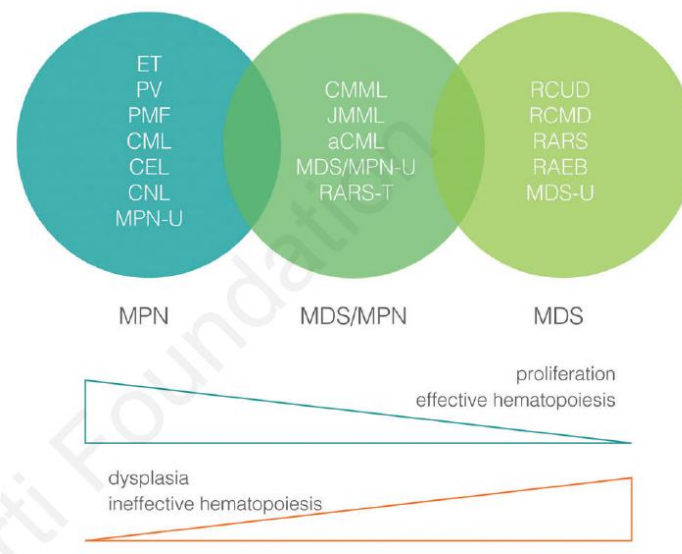 ET
PV
PMF
CML
CEL
CNL
MPN-U
CMML
JMML
aCML
MDS/MPN-U
RARS-T
RCUD
RCMD
RARS
RAEB
MDS-U
MPN
MDS/MPN
MDS
proliferation
effective hematopoiesis
dysplasia
ineffective hematopoiesis
Foundation